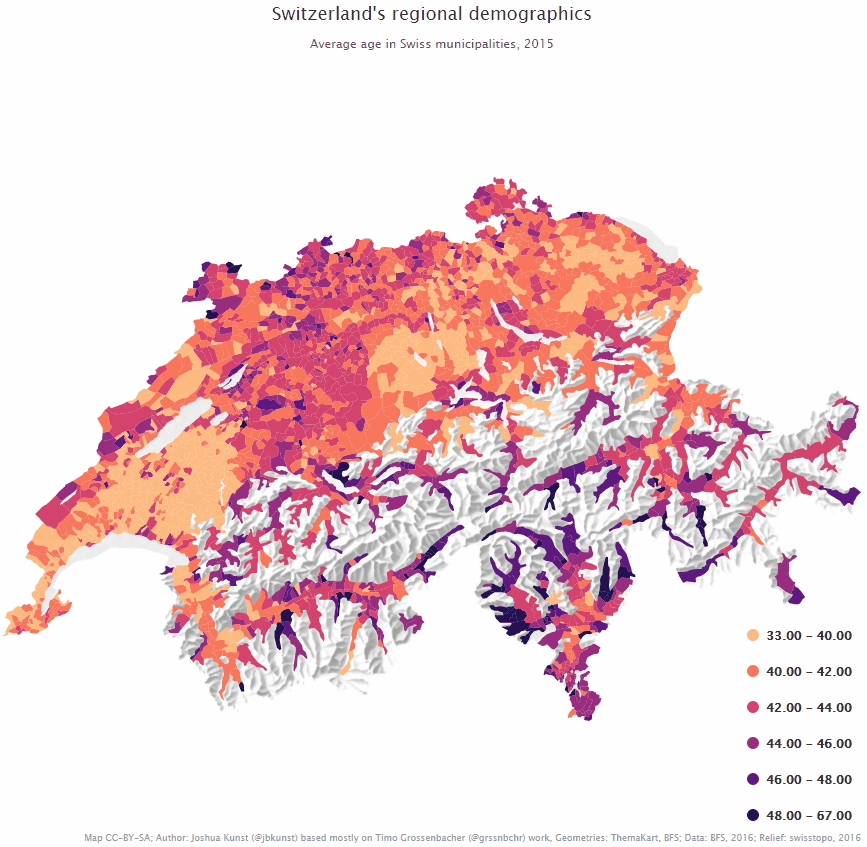 Switzerland's regional demographics
Average age in Swiss municipalities, 2015
33.00 – 40.00
40.00 – 42.00
42.00 – 44.00
44.00 – 46.00
46.00 – 48.00
48.00 – 67.00
Map CC-BY-SA; Author: Joshua Kunst (@jbkunst) based mostly on Timo Grossenbacher (@grssnbchr) work, Geometries: ThemaKart, BFS; Data: BFS, 2016; Relief: swisstopo, 2016